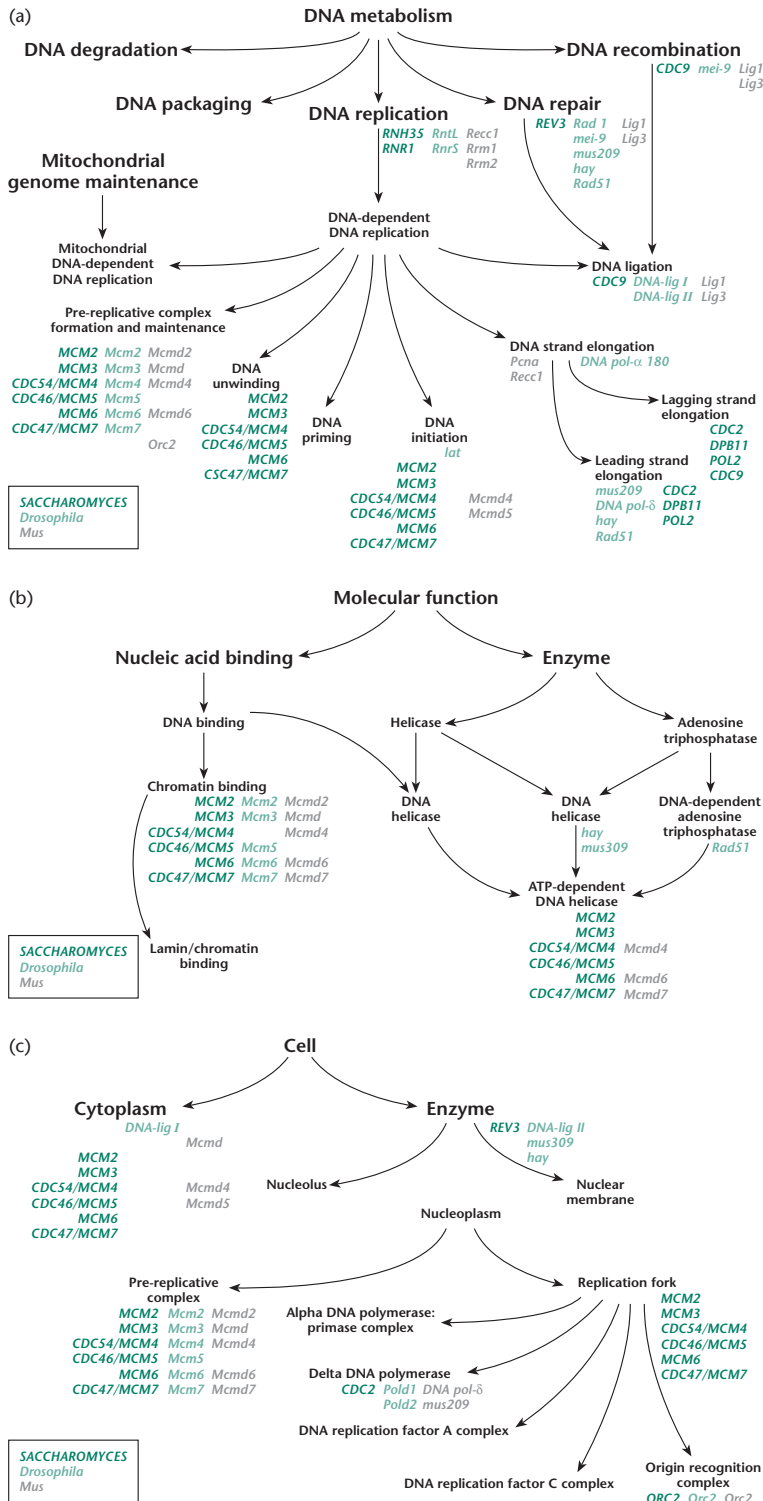 (a)
DNA metabolism
DNA degradation
DNA recombination
CDC9 mei-9 Lig1
Lig3
DNA packaging
DNA replication
RNH35 RntL Recc1
RNR1 RnrS Rrm1
Rrm2
DNA repair
REV3 Rad 1 Lig1
mei-9 Lig3
mus209
hay
Rad51
Mitochondrial
genome maintenance
DNA-dependent
DNA replication
Mitochondrial
DNA-dependent
DNA replication
DNA ligation
CDC9 DNA-lig I Lig1
DNA-lig II Lig3
Pre-replicative complex
formation and maintenance
MCM2 Mcm2 Mcmd2
MCM3 Mcm3 Mcmd
CDC54/MCM4 Mcm4 Mcmd4
CDC46/MCM5 Mcm5
MCM6 Mcm6 Mcmd6
CDC47/MCM7 Mcm7
Orc2
DNA
unwinding
MCM2
MCM3
CDC54/MCM4
CDC46/MCM5
MCM6
CSC47/MCM7
DNA
priming
DNA
initiation
lat
MCM2
MCM3
CDC54/MCM4 Mcmd4
CDC46/MCM5 Mcmd5
MCM6
CDC47/MCM7
DNA strand elongation
Pcna DNA pol-α 180
Recc1
Lagging strand
elongation
CDC2
DPB11
POL2
CDC9
Leading strand
elongation
mus209 CDC2
DNA pol-δ DPB11
hay POL2
Rad51
SACCHAROMYCES
Drosophila
Mus
(b)
Molecular function
Nucleic acid binding
Enzyme
DNA binding
Helicase
Adenosine
triphosphatase
Chromatin binding
MCM2 Mcm2 Mcmd2
MCM3 Mcm3 Mcmd
CDC54/MCM4 Mcmd4
CDC46/MCM5 Mcm5
MCM6 Mcm6 Mcmd6
CDC47/MCM7 Mcm7 Mcmd7
DNA
helicase
DNA
helicase
hay
mus309
DNA-dependent
adenosine
triphosphatase
Rad51
ATP-dependent
DNA helicase
MCM2
MCM3
CDC54/MCM4 Mcmd4
CDC46/MCM5
MCM6 Mcmd6
CDC47/MCM7 Mcmd7
Lamin/chromatin
binding
SACCHAROMYCES
Drosophila
Mus
(c)
Cell
Cytoplasm
DNA-lig I
Mcmd
MCM2
MCM3
CDC54/MCM4 Mcmd4
CDC46/MCM5 Mcmd5
MCM6
CDC47/MCM7
Enzyme
REV3 DNA-lig II
mus309
hay
Nucleolus
Nuclear
membrane
Nucleoplasm
Pre-replicative
complex
MCM2 Mcm2 Mcmd2
MCM3 Mcm3 Mcmd
CDC54/MCM4 Mcm4 Mcmd4
CDC46/MCM5 Mcm5
MCM6 Mcm6 Mcmd6
CDC47/MCM7 Mcm7 Mcmd7
Replication fork
MCM2
MCM3
CDC54/MCM4
CDC46/MCM5
MCM6
CDC47/MCM7
Alpha DNA polymerase:
primase complex
Delta DNA polymerase
CDC2 Pold1 DNA pol-δ
Pold2 mus209
DNA replication factor A complex
DNA replication factor C complex
Origin recognition
complex
ORC2 Orc2 Orc2
SACCHAROMYCES
Drosophila
Mus